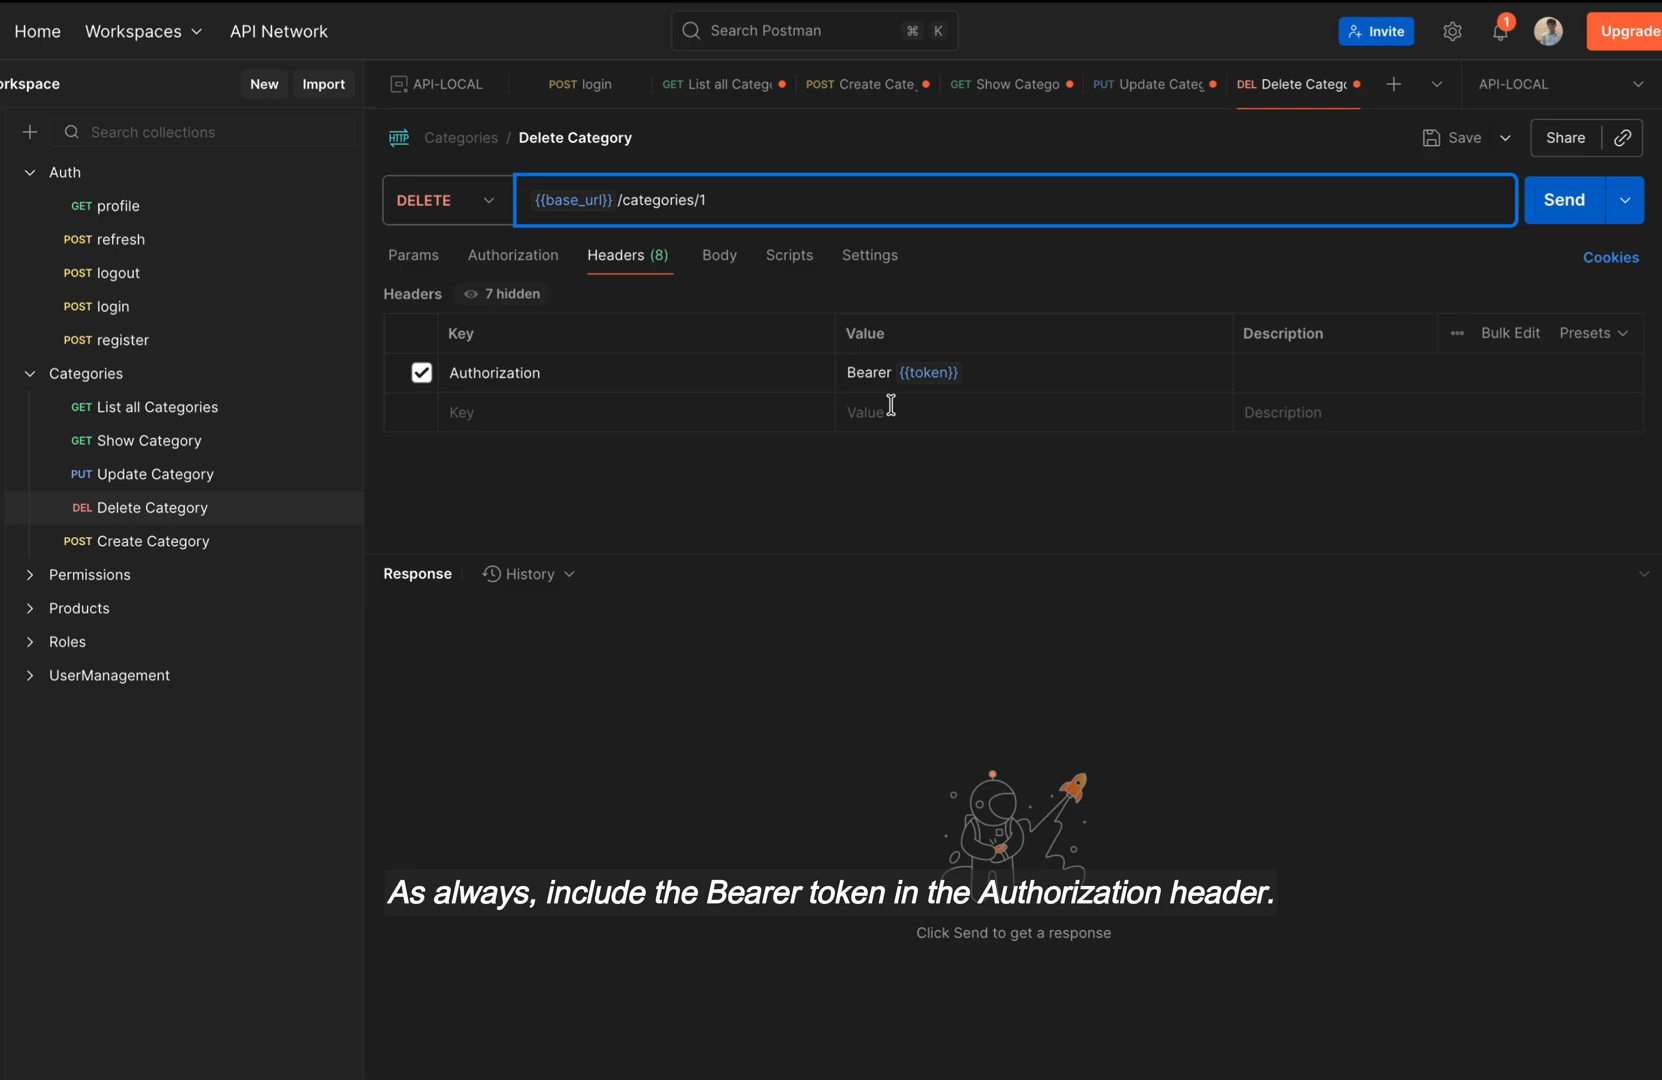 Home Workspaces API Network Search Postman ⌘ K Invite 1 Upgrade
orkspace New Import API-LOCAL POST login GET List all Catego POST Create Cate GET Show Catego PUT Update Categ DEL Delete Catego API-LOCAL
Search collections
HTTP Categories / Delete Category Save Share
Auth
GET profile
POST refresh
POST logout
POST login
POST register
Categories
GET List all Categories
GET Show Category
PUT Update Category
DEL Delete Category
POST Create Category
Permissions
Products
Roles
UserManagement
DELETE {{base_url}} /categories/1 Send
Params Authorization Headers (8) Body Scripts Settings Cookies
Headers 7 hidden
Key Value Description Bulk Edit Presets
Authorization Bearer {{token}}
Key Value Description
Response History
As always, include the Bearer token in the Authorization header.
Click Send to get a response